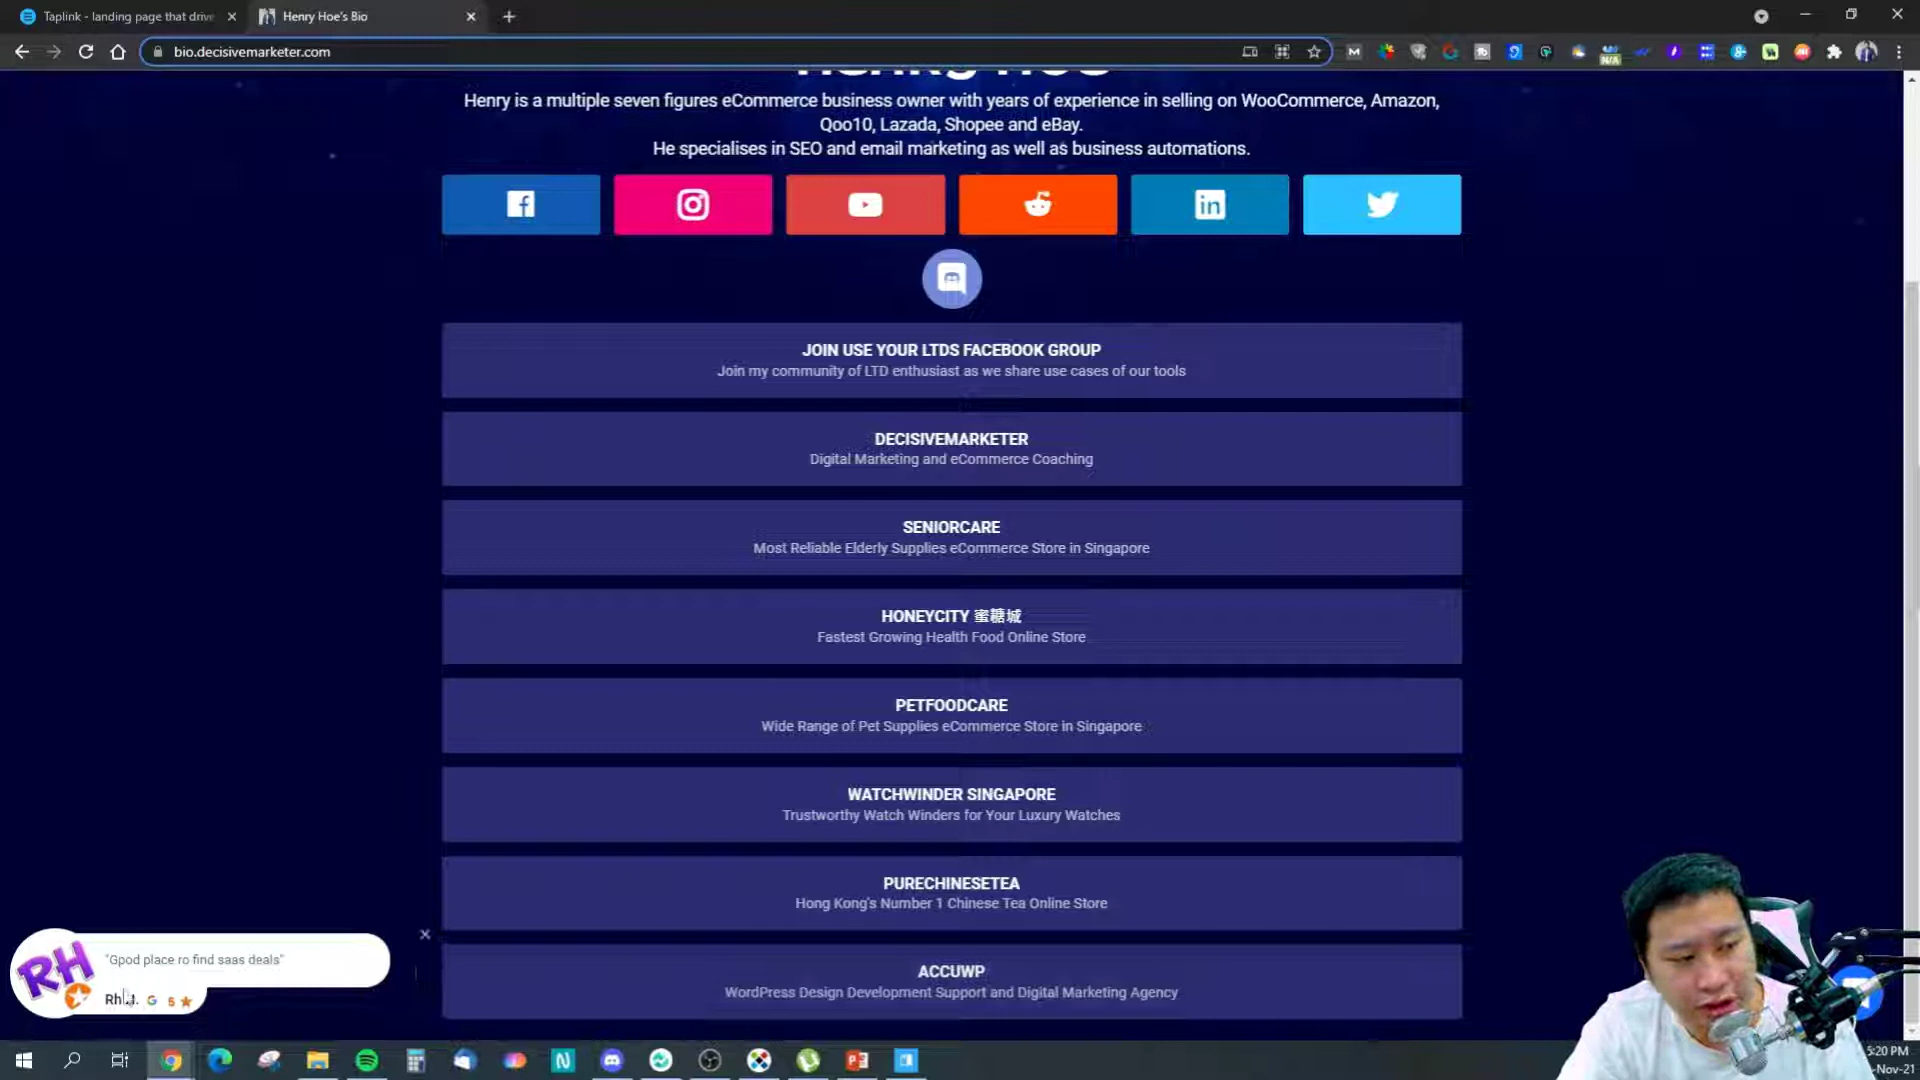 Taplink - landing page that drive
Henry Hoe's Bio
bio.decisivemarketer.com
N/A
Henry Hoe
Henry is a multiple seven figures eCommerce business owner with years of experience in selling on WooCommerce, Amazon,
Qoo10, Lazada, Shopee and eBay.
He specialises in SEO and email marketing as well as business automations.
JOIN USE YOUR LTDS FACEBOOK GROUP
Join my community of LTD enthusiast as we share use cases of our tools
DECISIVEMARKETER
Digital Marketing and eCommerce Coaching
SENIORCARE
Most Reliable Elderly Supplies eCommerce Store in Singapore
HONEYCITY 蜜糖城
Fastest Growing Health Food Online Store
PETFOODCARE
Wide Range of Pet Supplies eCommerce Store in Singapore
WATCHWINDER SINGAPORE
Trustworthy Watch Winders for Your Luxury Watches
PURECHINESETEA
Hong Kong's Number 1 Chinese Tea Online Store
ACCUWP
WordPress Design Development Support and Digital Marketing Agency
RH
"Gpod place ro find saas deals"
G 5
5:20 PM
-Nov-21